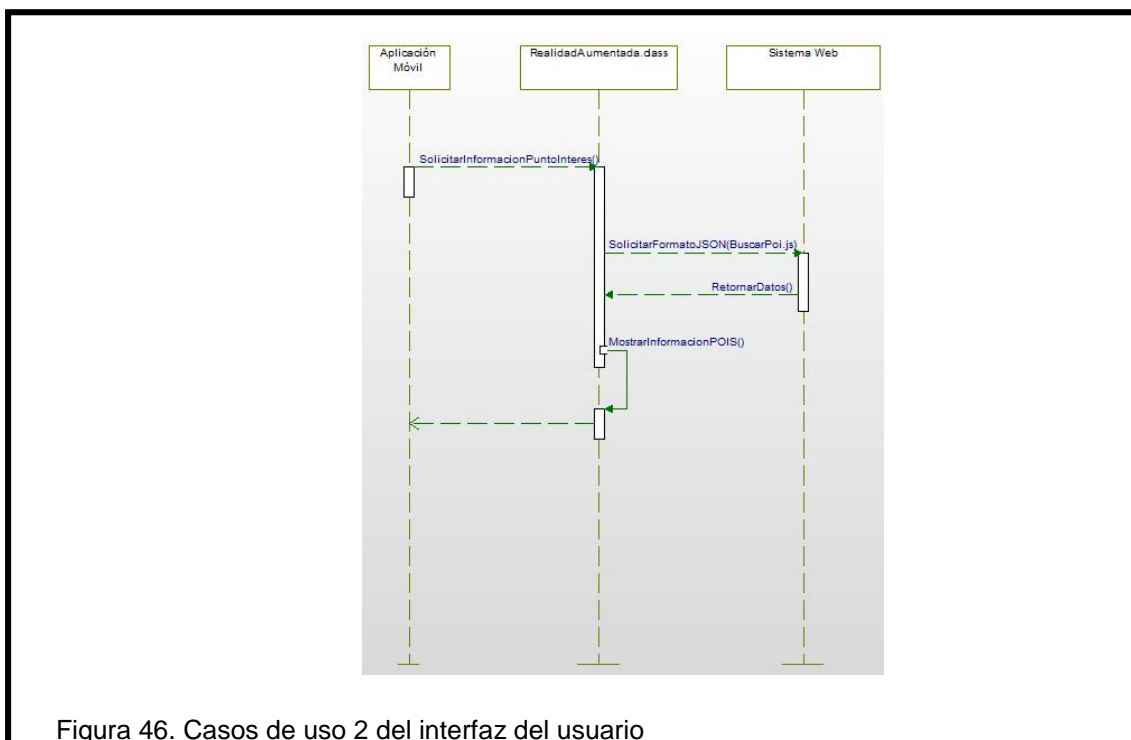 Aplicación
Móvil
RealidadAumentada.class
Sistema Web
SolicitarInformacionPuntoInteres()
SolicitarFormatoJSON(BuscarPoi.js)
RetornarDatos()
MostrarInformacionPOIS()
Figura 46. Casos de uso 2 del interfaz del usuario